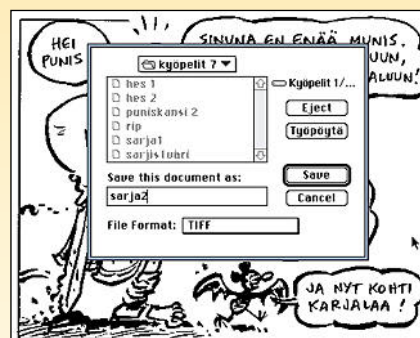 HEI
PUNIS
SINUNA EN ENÄÄ MUNIS.
UUN,
ALUUN!
kyöpelit 7
hes 1
hes 2
puniskansi 2
rip
sarja1
Kyöpelit 1/...
Eject
Työpöytä
Save this document as:
sarja2
Save
Cancel
File Format: TIFF
JA NYT KOHTI
KARJALAA!